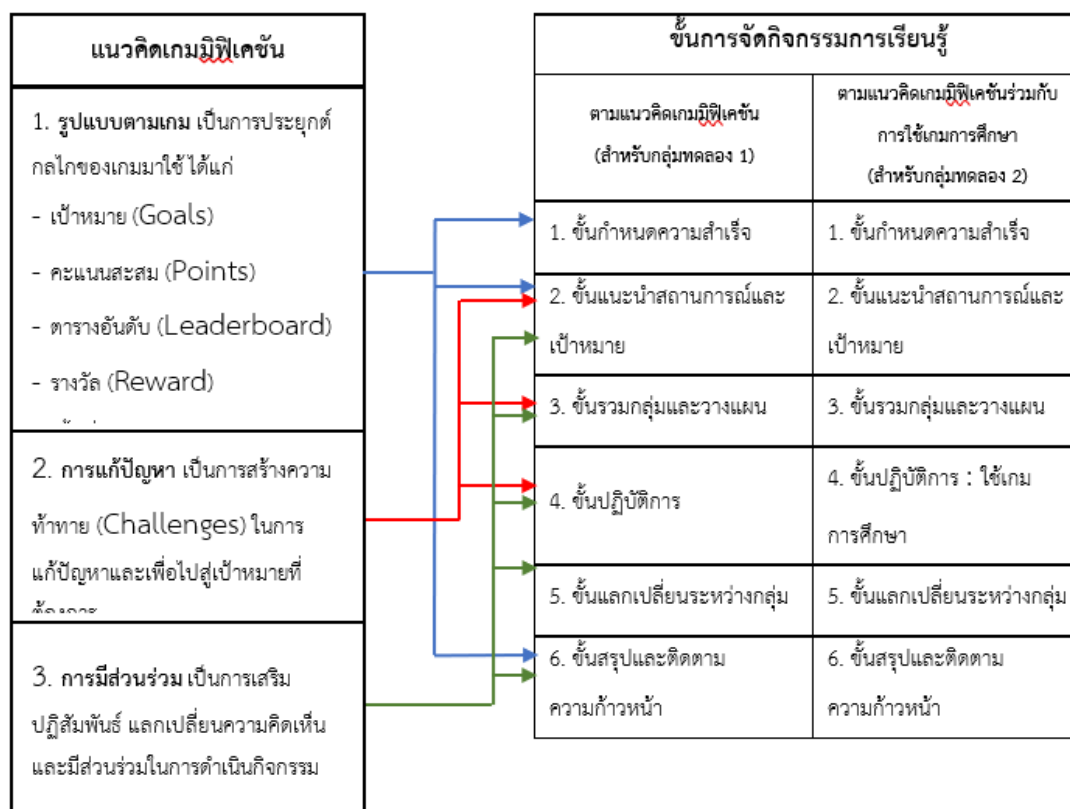 แนวคิดเกมมิฟิเคชัน
1. รูปแบบตามเกม เป็นการประยุกต์
กลไกของเกมมาใช้ ได้แก่
- เป้าหมาย (Goals)
- คะแนนสะสม (Points)
- ตารางอันดับ (Leaderboard)
- รางวัล (Reward)
2. การแก้ปัญหา เป็นการสร้างความ
ท้าทาย (Challenges) ในการ
แก้ปัญหาและเพื่อไปสู่เป้าหมายที่
ต้องการ
3. การมีส่วนร่วม เป็นการเสริม
ปฏิสัมพันธ์ แลกเปลี่ยนความคิดเห็น
และมีส่วนร่วมในการดำเนินกิจกรรม
ขั้นการจัดกิจกรรมการเรียนรู้
ตามแนวคิดเกมมิฟิเคชัน
(สำหรับกลุ่มทดลอง 1)
ตามแนวคิดเกมมิฟิเคชันร่วมกับ
การใช้เกมการศึกษา
(สำหรับกลุ่มทดลอง 2)
1. ขั้นกำหนดความสำเร็จ
1. ขั้นกำหนดความสำเร็จ
2. ขั้นแนะนำสถานการณ์และ
เป้าหมาย
2. ขั้นแนะนำสถานการณ์และ
เป้าหมาย
3. ขั้นรวมกลุ่มและวางแผน
3. ขั้นรวมกลุ่มและวางแผน
4. ขั้นปฏิบัติการ
4. ขั้นปฏิบัติการ : ใช้เกม
การศึกษา
5. ขั้นแลกเปลี่ยนระหว่างกลุ่ม
5. ขั้นแลกเปลี่ยนระหว่างกลุ่ม
6. ขั้นสรุปและติดตาม
ความก้าวหน้า
6. ขั้นสรุปและติดตาม
ความก้าวหน้า